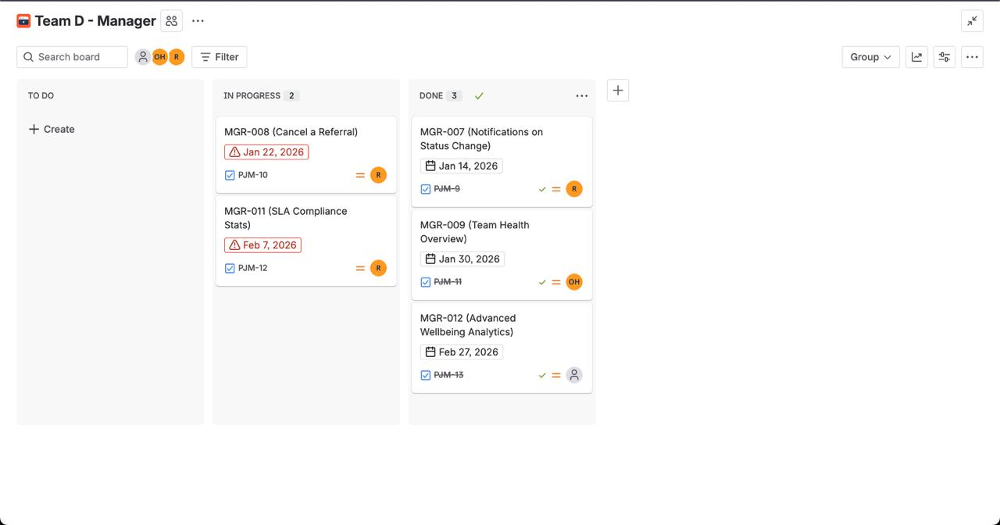 Team D - Manager
Search board
OH
R
Filter
Group
TO DO
Create
IN PROGRESS 2
MGR-008 (Cancel a Referral)
Jan 22, 2026
PJM-10
R
MGR-011 (SLA Compliance
Stats)
Feb 7, 2026
PJM-12
R
DONE 3
MGR-007 (Notifications on
Status Change)
Jan 14, 2026
PJM-9
R
MGR-009 (Team Health
Overview)
Jan 30, 2026
PJM-11
OH
MGR-012 (Advanced
Wellbeing Analytics)
Feb 27, 2026
PJM-13